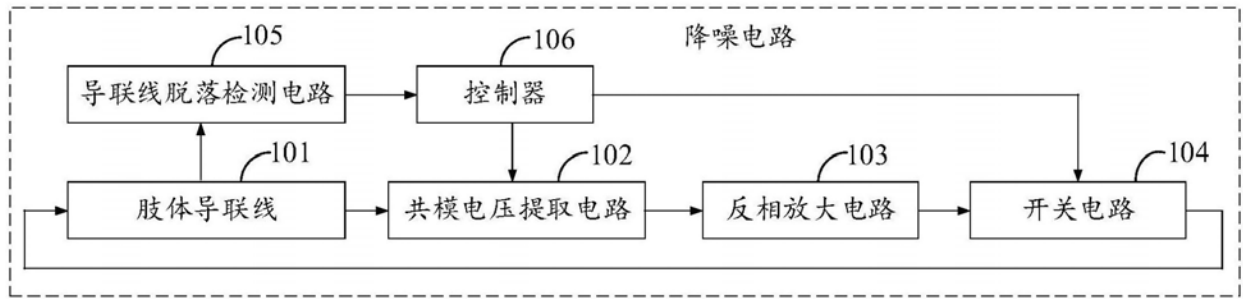 105
106
降噪电路
导联线脱落检测电路
控制器
101
102
103
104
肢体导联线
共模电压提取电路
反相放大电路
开关电路